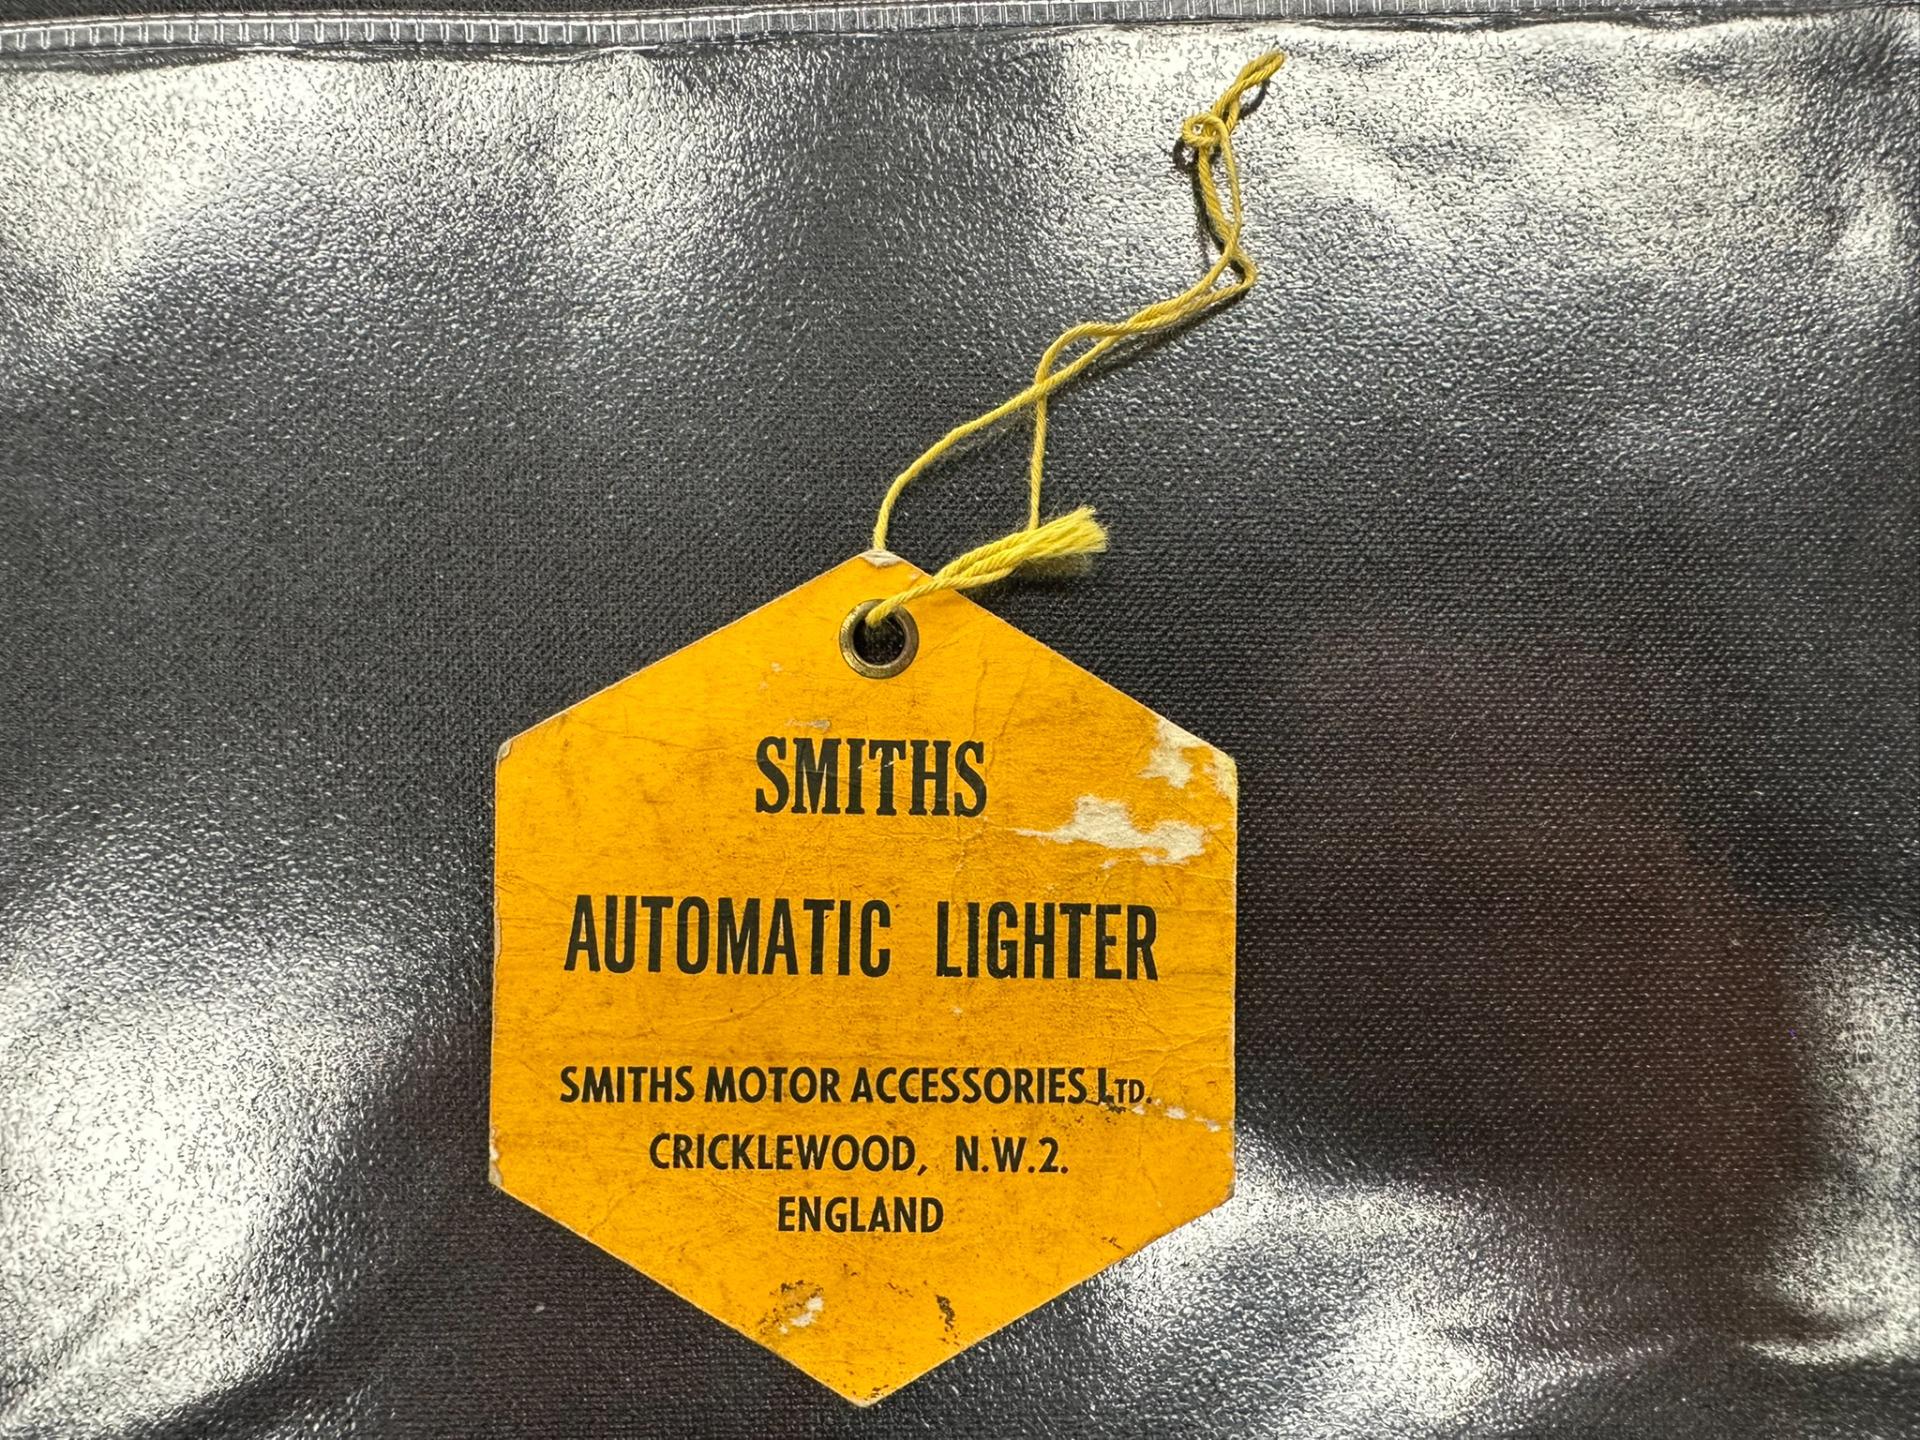 SMITHS
AUTOMATIC LIGHTER
SMITHS MOTOR ACCESSORIES LTD.
CRICKLEWOOD, N.W.2.
ENGLAND